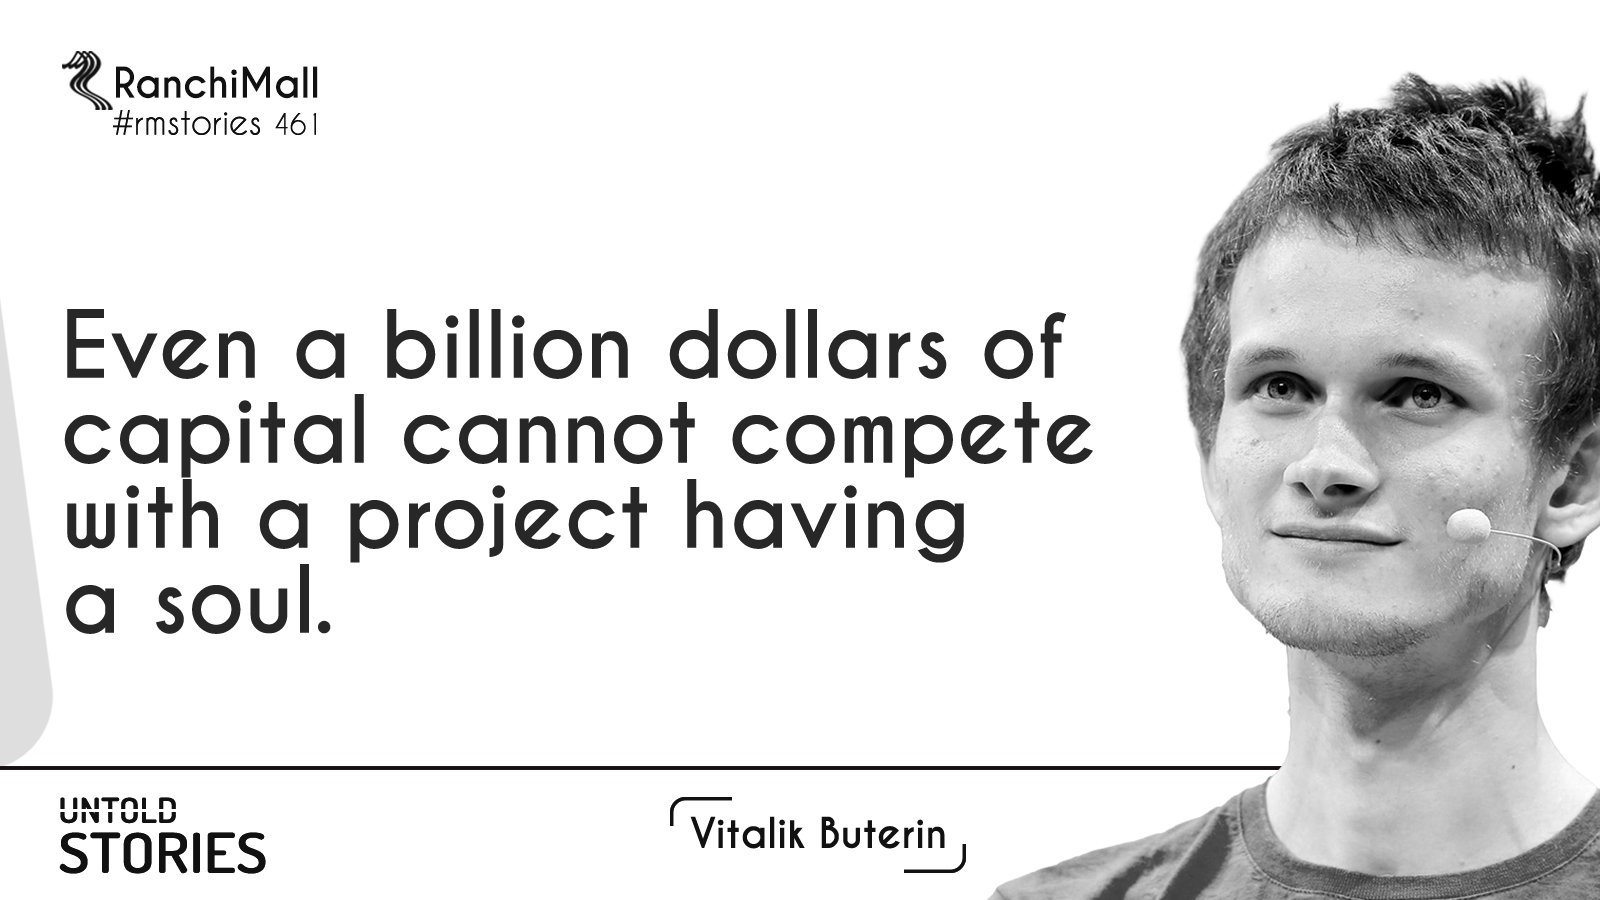 RanchiMall
#rmstories 461
Even a billion dollars of
capital cannot compete
with a project having
a soul.
UNTOLD
STORIES
Vitalik Buterin